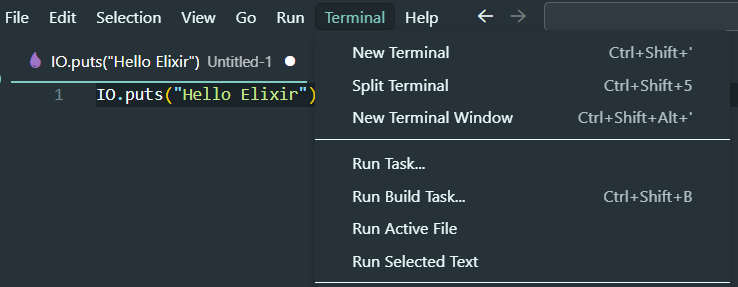 File Edit Selection View Go Run Terminal Help
IO.puts("Hello Elixir") Untitled-1
1 IO.puts("Hello Elixir")
New Terminal Ctrl+Shift+'
Split Terminal Ctrl+Shift+5
New Terminal Window Ctrl+Shift+Alt+'
Run Task...
Run Build Task... Ctrl+Shift+B
Run Active File
Run Selected Text